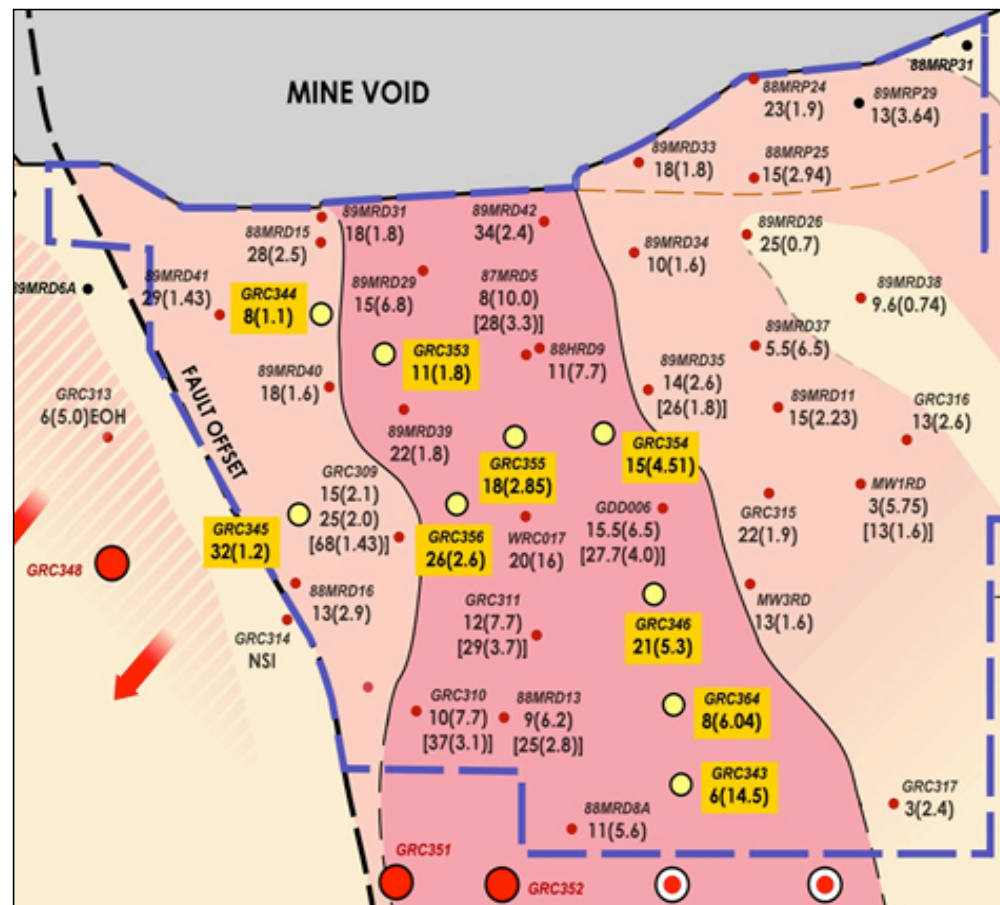 MINE VOID
88MRP31
88MRP24
23(1.9)
89MRP29
13(3.64)
89MRD33
18(1.8)
88MRP25
15(2.94)
89MRD31
18(1.8)
88MRD15
28(2.5)
89MRD42
34(2.4)
89MRD26
25(0.7)
89MRD34
10(1.6)
89MRD41
29(1.43)
89MRD6A
GRC344
8(1.1)
89MRD29
15(6.8)
87MRD5
8(10.0)
[28(3.3)]
89MRD38
9.6(0.74)
89MRD37
5.5(6.5)
GRC353
11(1.8)
88HRD9
11(7.7)
89MRD35
14(2.6)
[26(1.8)]
89MRD40
18(1.6)
FAULT OFFSET
GRC313
6(5.0)EOH
89MRD11
15(2.23)
GRC316
13(2.6)
89MRD39
22(1.8)
GRC354
15(4.51)
GRC355
18(2.85)
GRC309
15(2.1)
25(2.0)
[68(1.43)]
GRC345
32(1.2)
GRC356
26(2.6)
WRC017
20(16)
GDD006
15.5(6.5)
[27.7(4.0)]
GRC315
22(1.9)
MW1RD
3(5.75)
[13(1.6)]
GRC348
88MRD16
13(2.9)
GRC314
NSI
GRC311
12(7.7)
[29(3.7)]
GRC346
21(5.3)
MW3RD
13(1.6)
GRC310
10(7.7)
[37(3.1)]
88MRD13
9(6.2)
[25(2.8)]
GRC364
8(6.04)
GRC343
6(14.5)
GRC317
3(2.4)
88MRD8A
11(5.6)
GRC351
GRC352